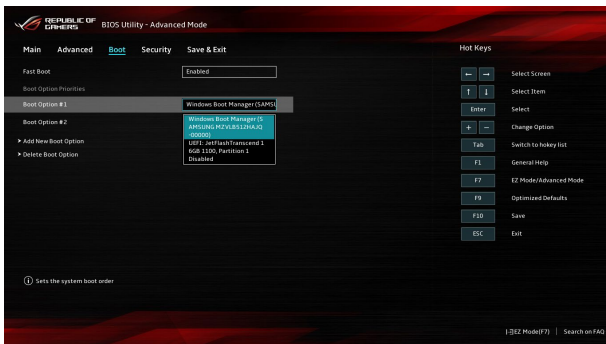 REPUBLIC OF
GAMERS
BIOS Utility - Advanced Mode
Main Advanced Boot Security Save & Exit
Hot Keys
Fast Boot Enabled
Boot Option Priorities
Boot Option #1 Windows Boot Manager (SAMSU
Windows Boot Manager (S
AMSUNG MZVLB512HAJQ
-00000)
UEFI: JetFlashTranscend 1
6GB 1100, Partition 1
Disabled
Boot Option #2
Add New Boot Option
Delete Boot Option
← → Select Screen
↑ ↓ Select Item
Enter Select
+ − Change Option
Tab Switch to hokey list
F1 General Help
F7 EZ Mode/Advanced Mode
F9 Optimized Defaults
F10 Save
ESC Exit
Sets the system boot order
EZ Mode(F7) | Search on FAQ